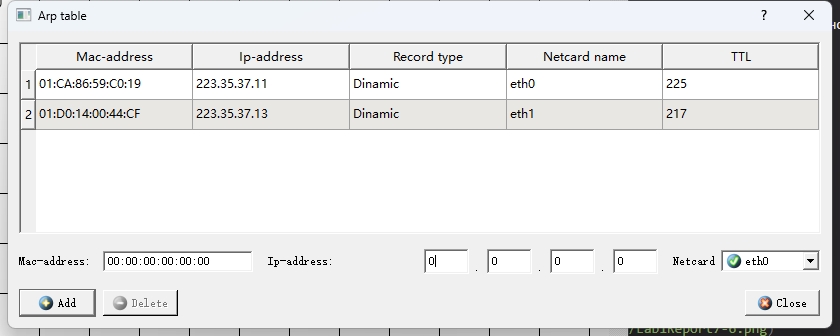 Arp table ? ×
Mac-address Ip-address Record type Netcard name TTL
1 01:CA:86:59:C0:19 223.35.37.11 Dinamic eth0 225
2 01:D0:14:00:44:CF 223.35.37.13 Dinamic eth1 217
Mac-address: 00:00:00:00:00:00 Ip-address: 0 . 0 . 0 . 0 Netcard eth0
Add Delete Close
/Lab1Report7-6.png)